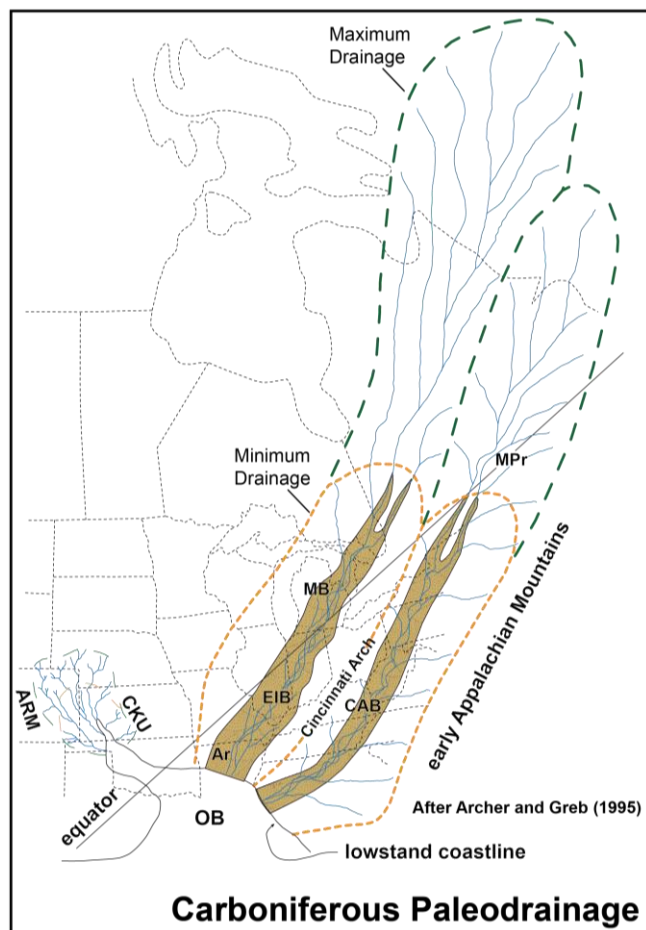 Maximum
Drainage
MPr
Minimum
Drainage
MB
early Appalachian Mountains
Cincinnati Arch
EIB
CAB
ARM
CKU
Ar
equator
OB
After Archer and Greb (1995)
lowstand coastline
Carboniferous Paleodrainage